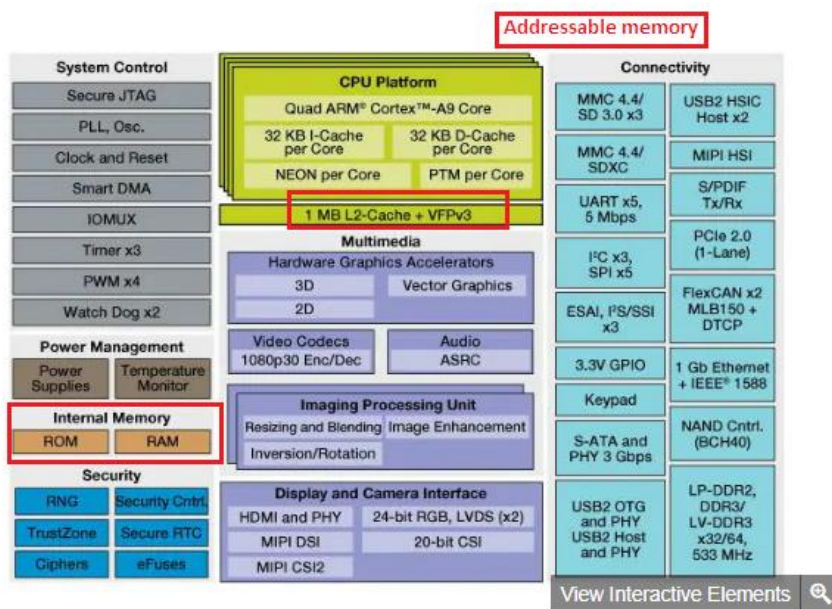 Addressable memory
System Control
Secure JTAG
PLL, Osc.
Clock and Reset
Smart DMA
IOMUX
Timer x3
PWM x4
Watch Dog x2
Power Management
Power
Supplies
Temperature
Monitor
Internal Memory
ROM
RAM
Security
RNG
Security Cntrl.
TrustZone
Secure RTC
Ciphers
eFuses
CPU Platform
Quad ARM® Cortex™-A9 Core
32 KB I-Cache
per Core
32 KB D-Cache
per Core
NEON per Core
PTM per Core
1 MB L2-Cache + VFPv3
Multimedia
Hardware Graphics Accelerators
3D
Vector Graphics
2D
Video Codecs
1080p30 Enc/Dec
Audio
ASRC
Imaging Processing Unit
Resizing and Blending
Image Enhancement
Inversion/Rotation
Display and Camera Interface
HDMI and PHY
24-bit RGB, LVDS (x2)
MIPI DSI
20-bit CSI
MIPI CSI2
Connectivity
MMC 4.4/
SD 3.0 x3
MMC 4.4/
SDXC
UART x5,
5 Mbps
I²C x3,
SPI x5
ESAI, I²S/SSI
x3
3.3V GPIO
Keypad
S-ATA and
PHY 3 Gbps
USB2 OTG
and PHY
USB2 Host
and PHY
USB2 HSIC
Host x2
MIPI HSI
S/PDIF
Tx/Rx
PCIe 2.0
(1-Lane)
FlexCAN x2
MLB150 +
DTCP
1 Gb Ethernet
+ IEEE® 1588
NAND Cntrl.
(BCH40)
LP-DDR2,
DDR3/
LV-DDR3
x32/64,
533 MHz
View Interactive Elements